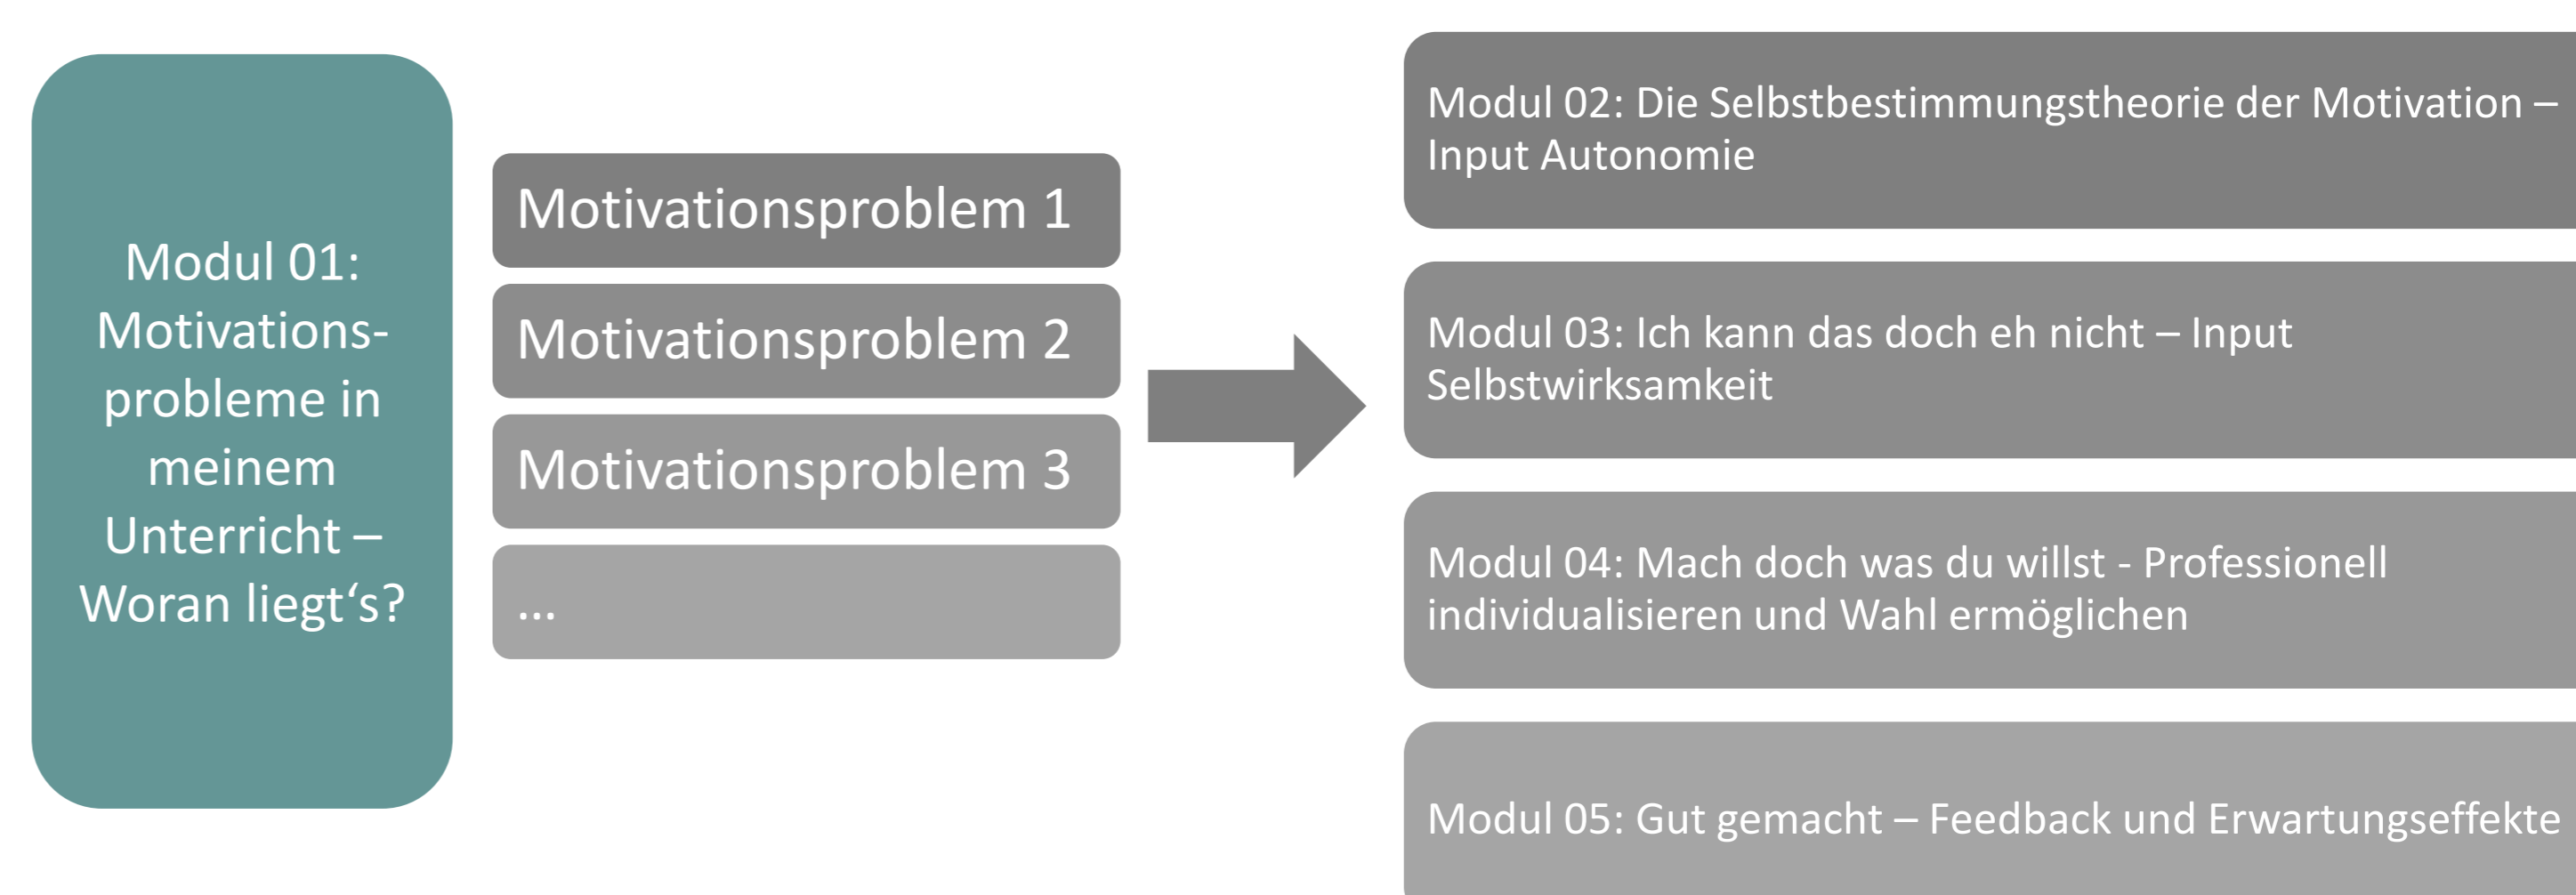 Modul 01:
Motivations-
probleme in
meinem
Unterricht –
Woran liegt‘s?
Motivationsproblem 1
Motivationsproblem 2
Motivationsproblem 3
...
Modul 02: Die Selbstbestimmungstheorie der Motivation –
Input Autonomie
Modul 03: Ich kann das doch eh nicht – Input
Selbstwirksamkeit
Modul 04: Mach doch was du willst - Professionell
individualisieren und Wahl ermöglichen
Modul 05: Gut gemacht – Feedback und Erwartungseffekte